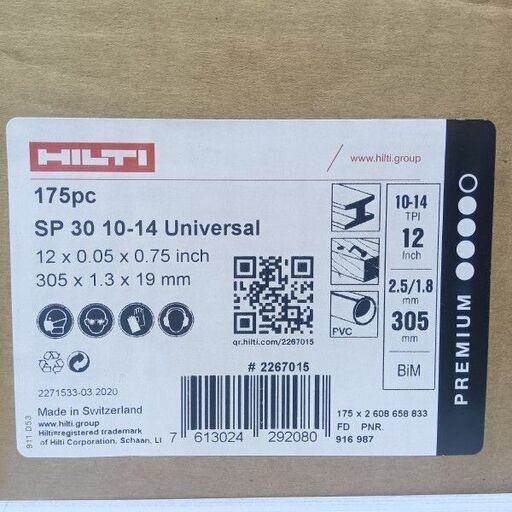 HILTI
www.hilti.group
175pc
SP 30 10-14 Universal
12 x 0.05 x 0.75 inch
305 x 1.3 x 19 mm
qr.hilti.com/2267015
PVC
10-14
TPI
12
Inch
2.5/1.8
mm
305
mm
BiM
PREMIUM
# 2267015
2271533-03.2020
Made in Switzerland
www.hilti.group
Hilti=registered trademark
of Hilti Corporation, Schaan, LI
911 D53
7 613024 292080
175 x 2 608 658 833
FD PNR.
916 987